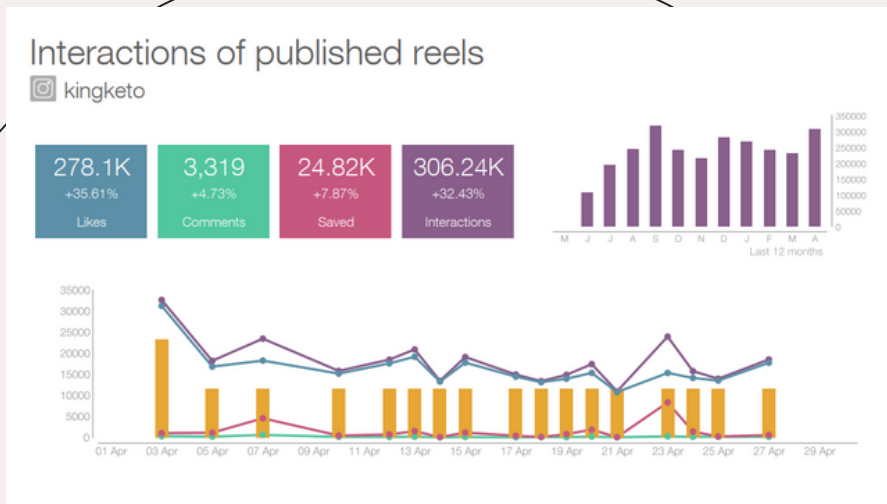 Interactions of published reels
kingketo
278.1K
+35.61%
Likes
3,319
+4.73%
Comments
24.82K
+7.87%
Saved
306.24K
+32.43%
Interactions
350000
300000
250000
200000
150000
100000
50000
0
M J J A S O N D J F M A
Last 12 months
35000
30000
25000
20000
15000
10000
5000
0
01 Apr 03 Apr 05 Apr 07 Apr 09 Apr 11 Apr 13 Apr 15 Apr 17 Apr 19 Apr 21 Apr 23 Apr 25 Apr 27 Apr 29 Apr